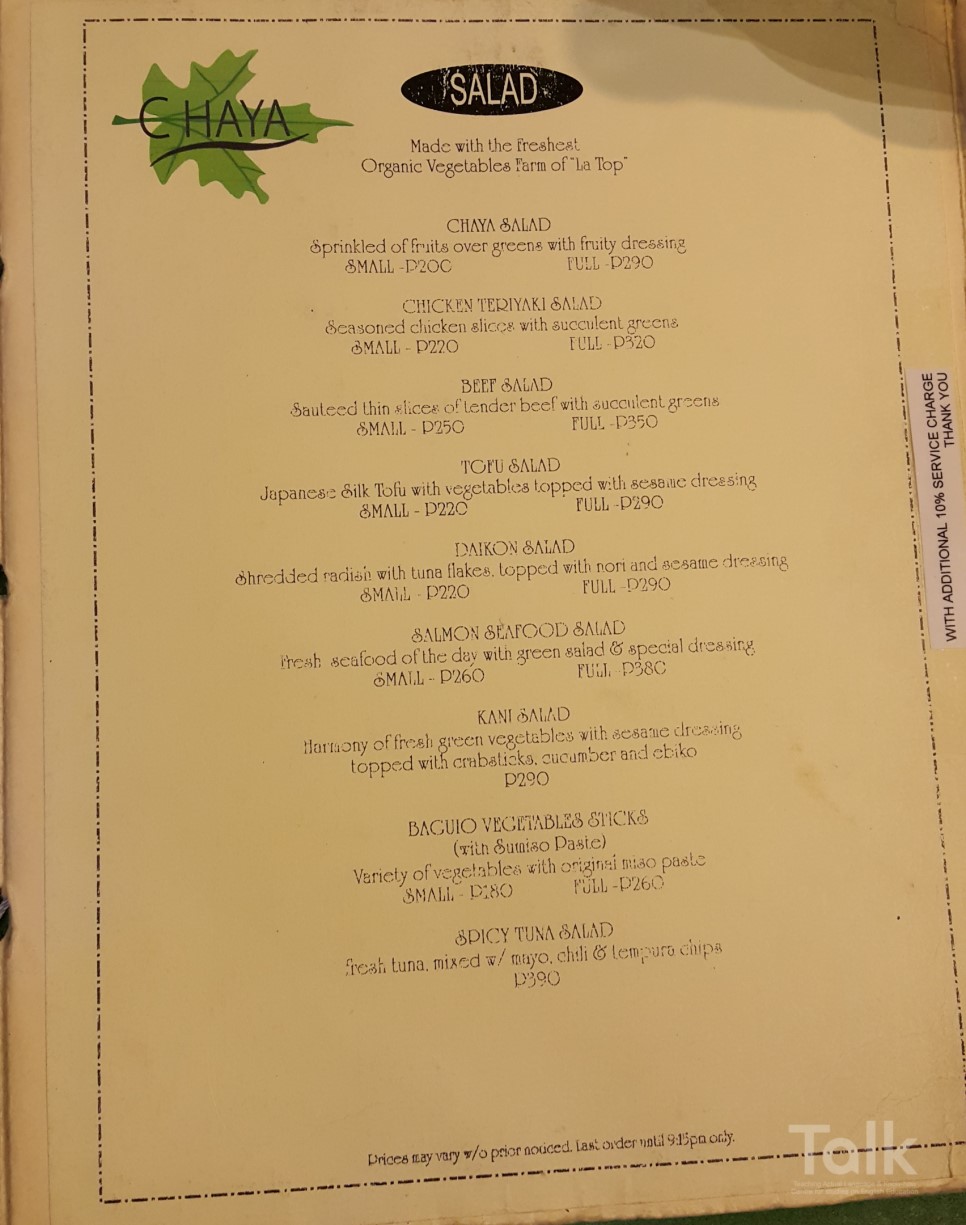 CHAYA
SALAD
Made with the Freshest
Organic Vegetables Farm of "La Top"
CHAYA SALAD
Sprinkled of fruits over greens with fruity dressing
SMALL -P200 FULL -P290
CHICKEN TERIYAKI SALAD
Seasoned chicken slices with succulent greens
SMALL - P220 FULL -P320
BEEF SALAD
Sauteed thin slices of tender beef with succulent greens
SMALL - P250 FULL -P350
TOFU SALAD
Japanese Silk Tofu with vegetables topped with sesame dressing
SMALL - P220 FULL -P290
DAIKON SALAD
Shredded radish with tuna flakes, topped with nori and sesame dressing
SMALL - P220 FULL -P290
SALMON SEAFOOD SALAD
Fresh seafood of the day with green salad & special dressing
SMALL - P260 FULL -P380
KANI SALAD
Harmony of fresh green vegetables with sesame dressing
topped with crabsticks, cucumber and ebiko
P290
BAGUIO VEGETABLES STICKS
(with Sumiso Paste)
Variety of vegetables with original miso paste
SMALL - P180 FULL -P260
SPICY TUNA SALAD
fresh tuna, mixed w/ mayo, chili & tempura chips
P390
Prices may vary w/o prior noticed. Last order until 9:15pm only.
WITH ADDITIONAL 10% SERVICE CHARGE
THANK YOU
Talk